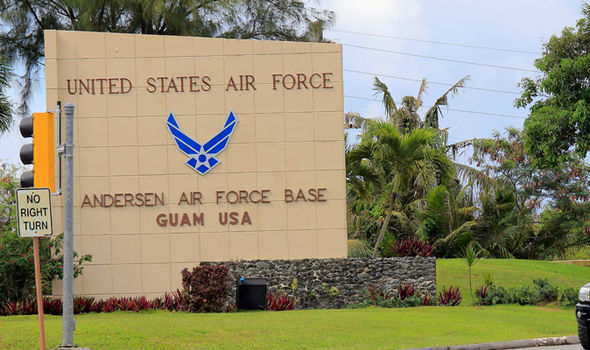 UNITED STATES AIR FORCE
ANDERSEN AIR FORCE BASE
GUAM USA
NO
RIGHT
TURN